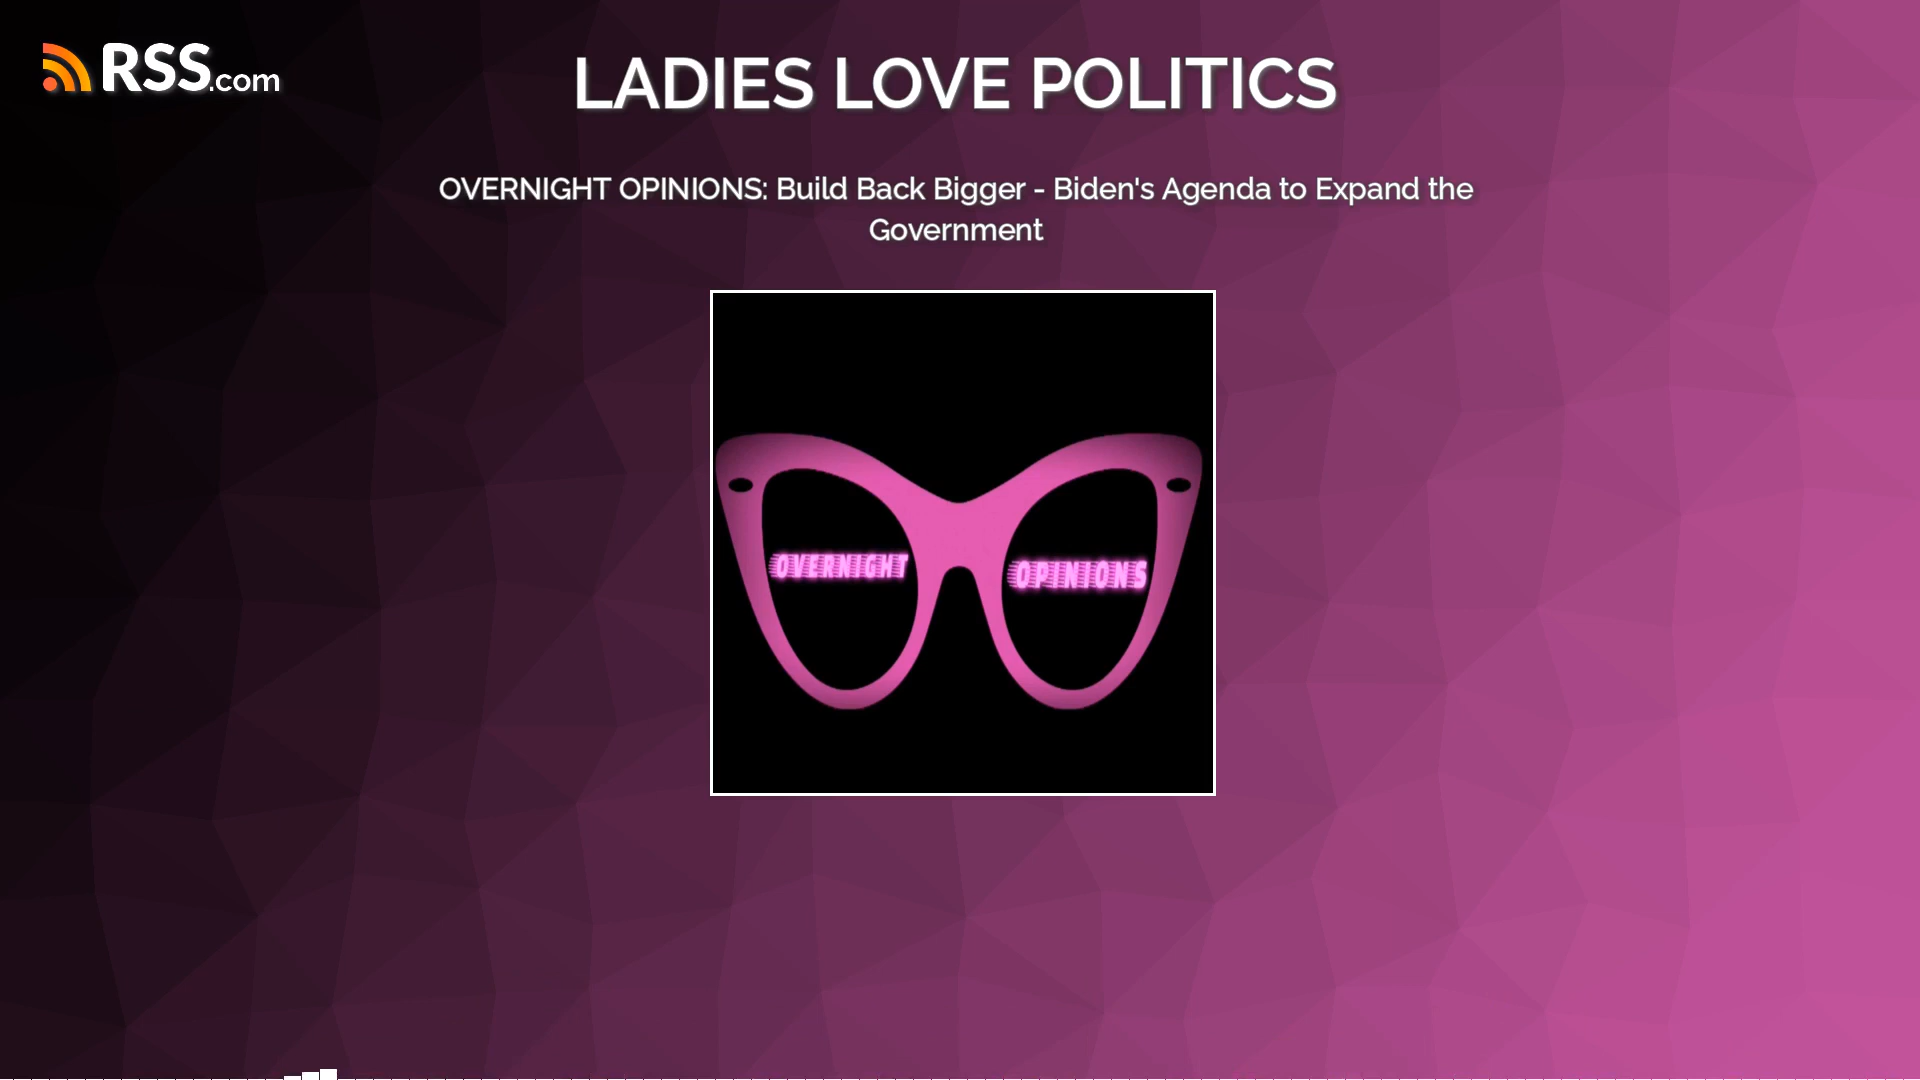 RSS.com
LADIES LOVE POLITICS
OVERNIGHT OPINIONS: Build Back Bigger - Biden's Agenda to Expand the
Government
OVERNIGHT
OPINIONS